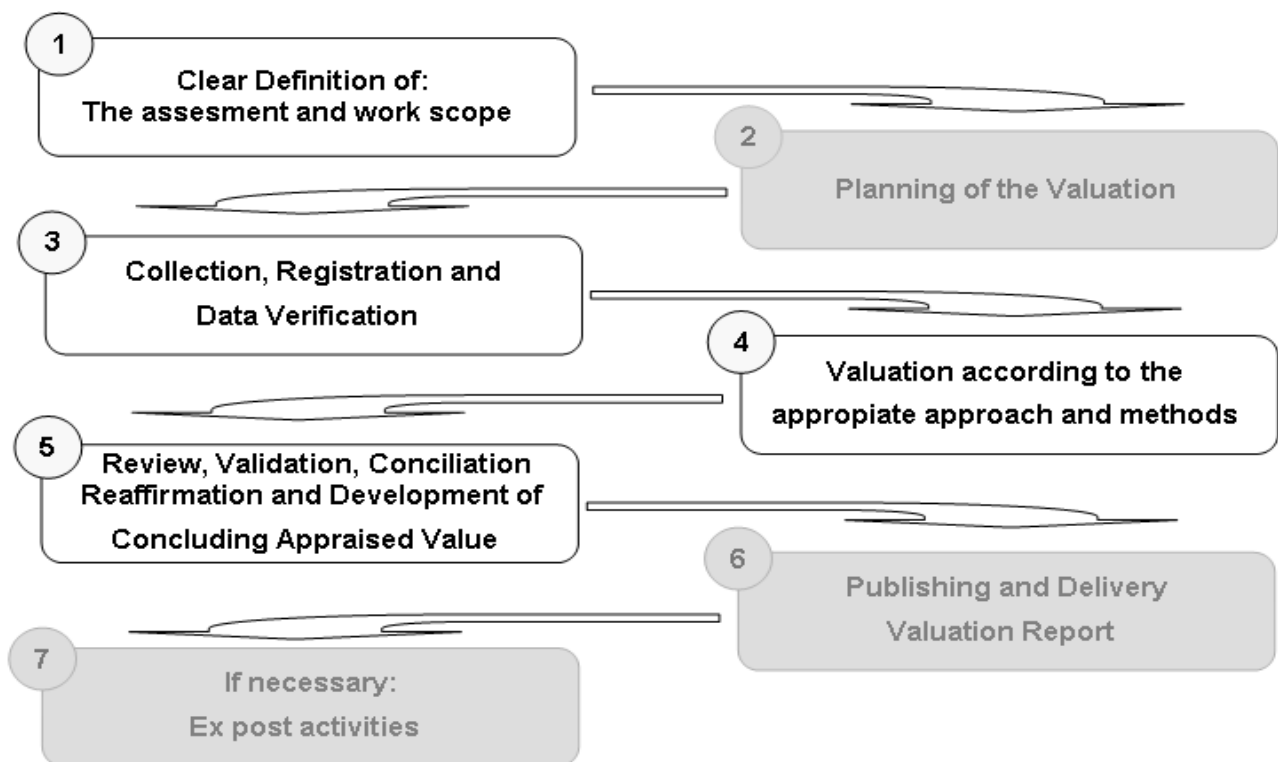 1
Clear Definition of:
The assesment and work scope
2
Planning of the Valuation
3
Collection, Registration and
Data Verification
4
Valuation according to the
appropiate approach and methods
5
Review, Validation, Conciliation
Reaffirmation and Development of
Concluding Appraised Value
6
Publishing and Delivery
Valuation Report
7
If necessary:
Ex post activities